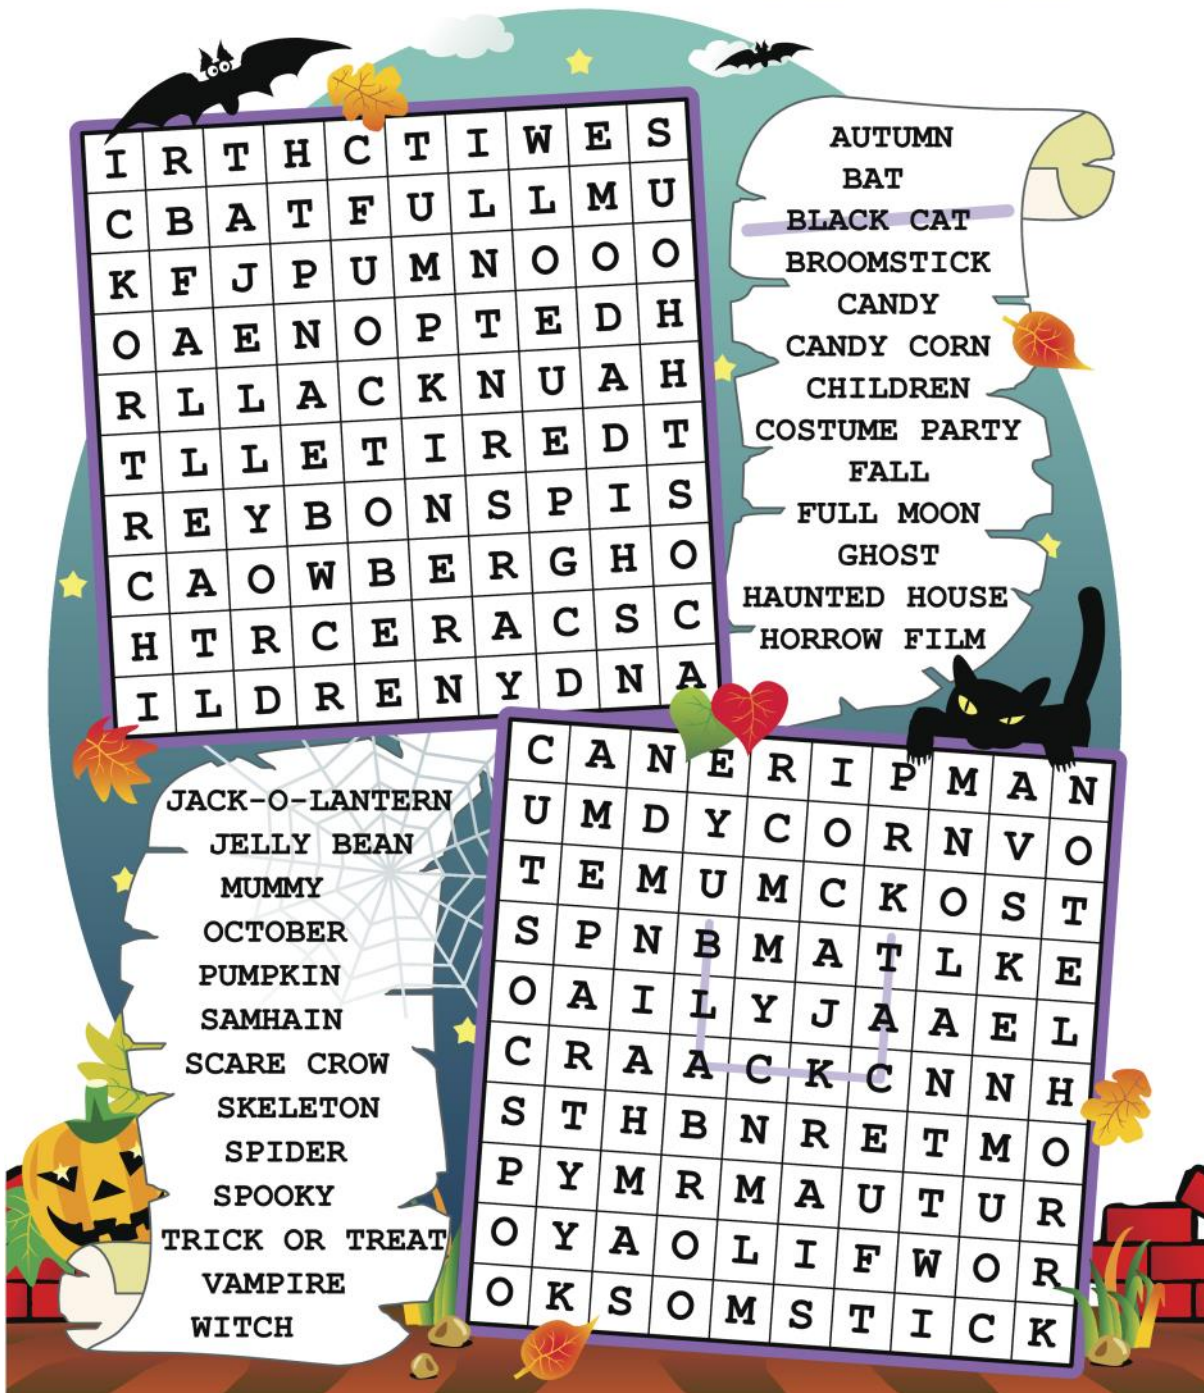 I R T H C T I W E S
C B A T F U L L M U
K F J P U M N O O O
O A E N O P T E D H
R L L A C K N U A H
T L L E T I R E D T
R E Y B O N S P I S
C A O W B E R G H O
H T R C E R A C S C
I L D R E N Y D N A
AUTUMN
BAT
BLACK CAT
BROOMSTICK
CANDY
CANDY CORN
CHILDREN
COSTUME PARTY
FALL
FULL MOON
GHOST
HAUNTED HOUSE
HORROW FILM
JACK-O-LANTERN
JELLY BEAN
MUMMY
OCTOBER
PUMPKIN
SAMHAIN
SCARE CROW
SKELETON
SPIDER
SPOOKY
TRICK OR TREAT
VAMPIRE
WITCH
C A N E R I P M A N
U M D Y C O R N V O
T E M U M C K O S T
S P N B M A T L K E
O A I L Y J A A E L
C R A A C K C N N H
S T H B N R E T M O
P Y M R M A U T U R
O Y A O L I F W O R
O K S O M S T I C K